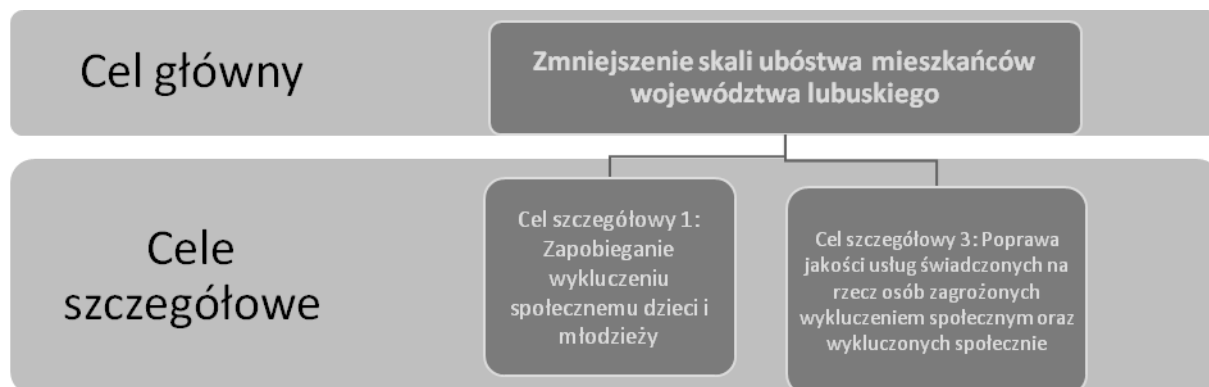 Cel główny
Zmniejszenie skali ubóstwa mieszkańców
województwa lubuskiego
Cele
szczegółowe
Cel szczegółowy 1:
Zapobieganie
wykluczeniu
społecznemu dzieci i
młodzieży
Cel szczegółowy 3: Poprawa
jakości usług świadczonych na
rzecz osób zagrożonych
wykluczeniem społecznym oraz
wykluczonych społecznie